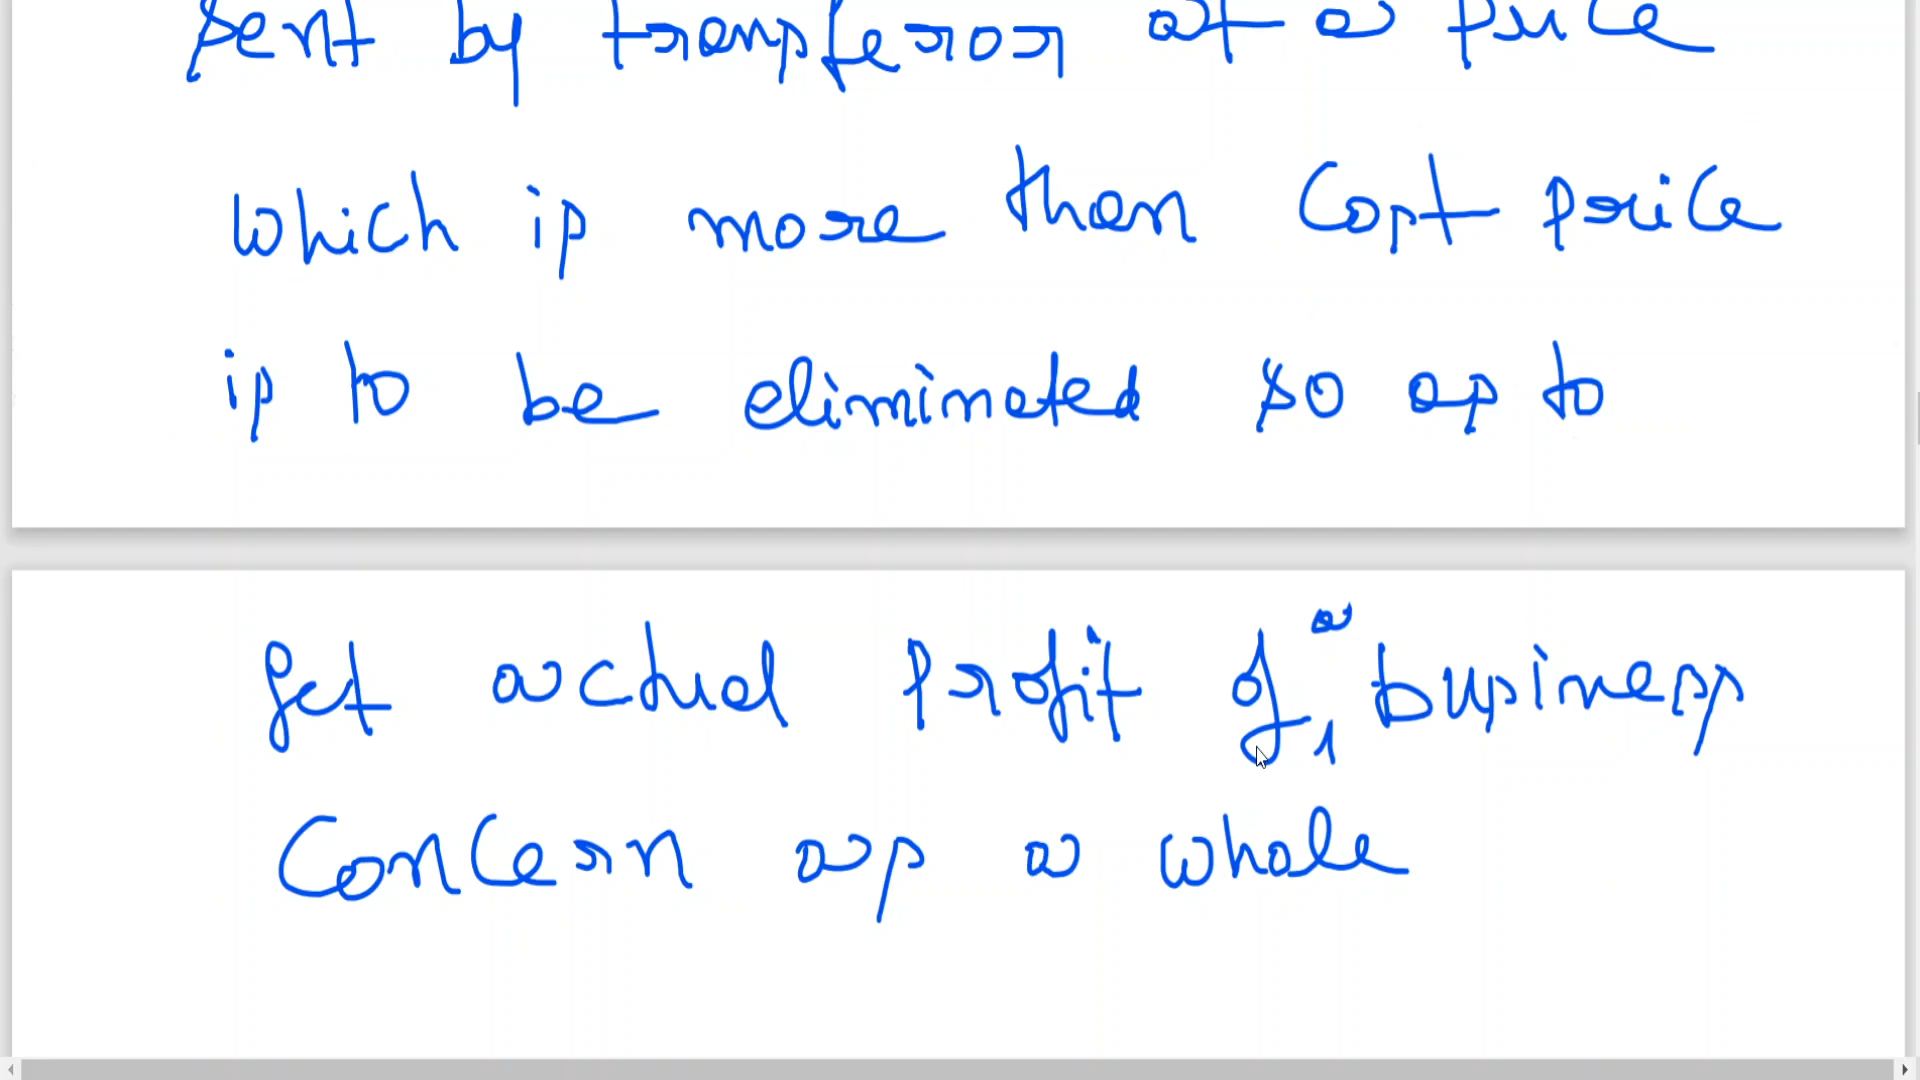 sent by transferor at a price
which is more than cost price
is to be eliminated so as to
get actual profit of a business
concern as a whole